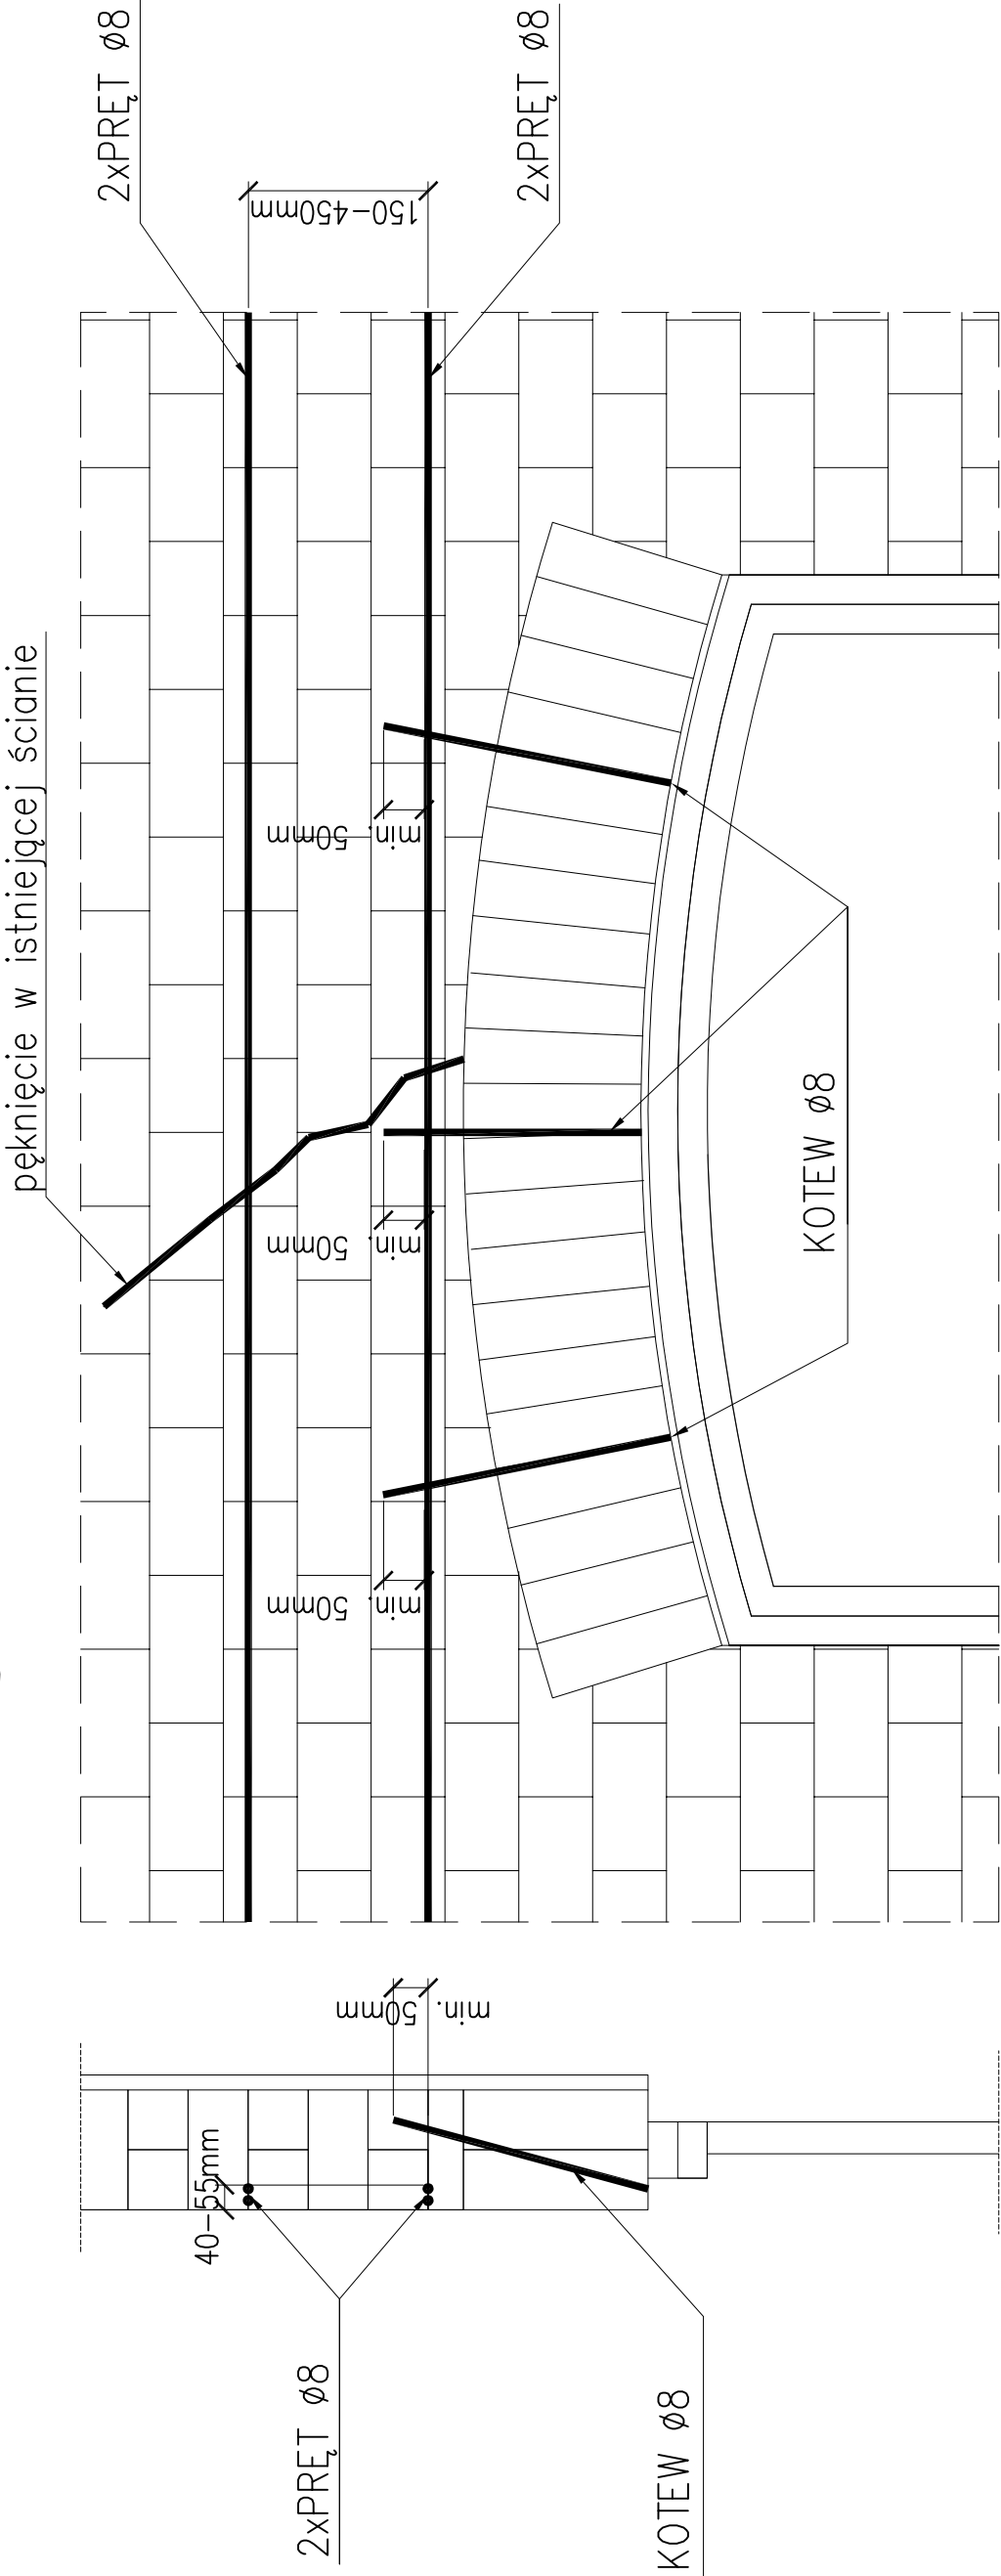 pęknięcie w istniejącej ścianie
2xPRĘT ø8
2xPRĘT ø8
150-450mm
min. 50mm
min. 50mm
min. 50mm
KOTEW ø8
min. 50mm
40-55mm
2xPRĘT ø8
KOTEW ø8